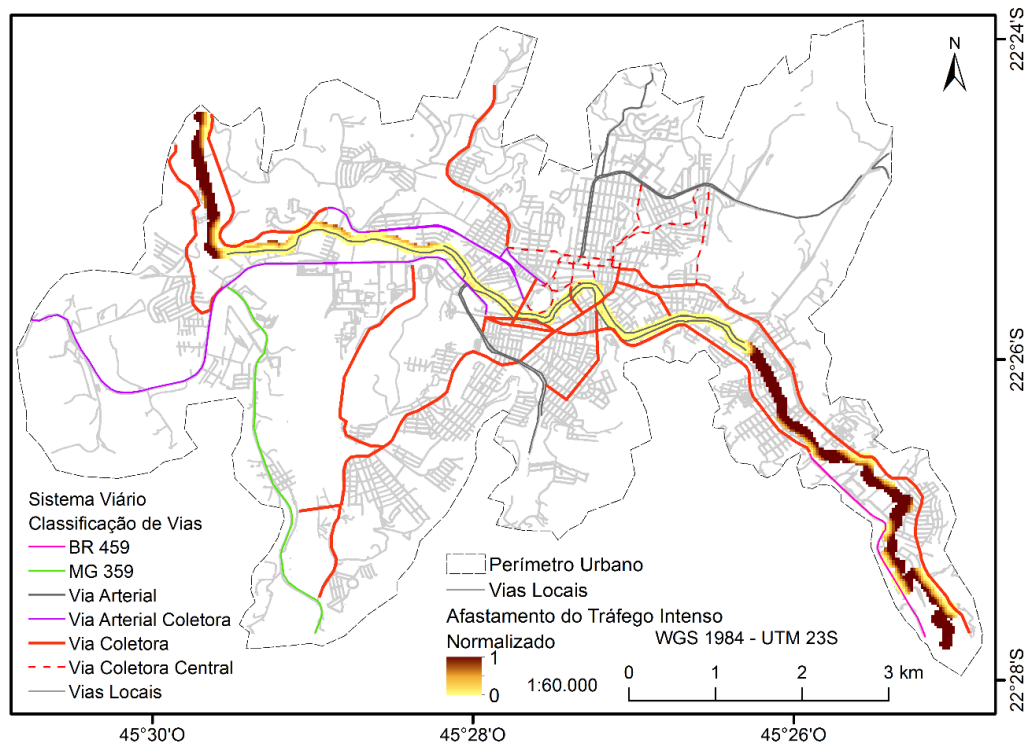 22°24'S
N
22°26'S
Sistema Viário
Classificação de Vias
BR 459
MG 359
Via Arterial
Via Arterial Coletora
Via Coletora
Via Coletora Central
Vias Locais
Perímetro Urbano
Vias Locais
Afastamento do Tráfego Intenso
Normalizado
WGS 1984 - UTM 23S
1
0
1:60.000
0 1 2 3 km
22°28'S
45°30'O 45°28'O 45°26'O